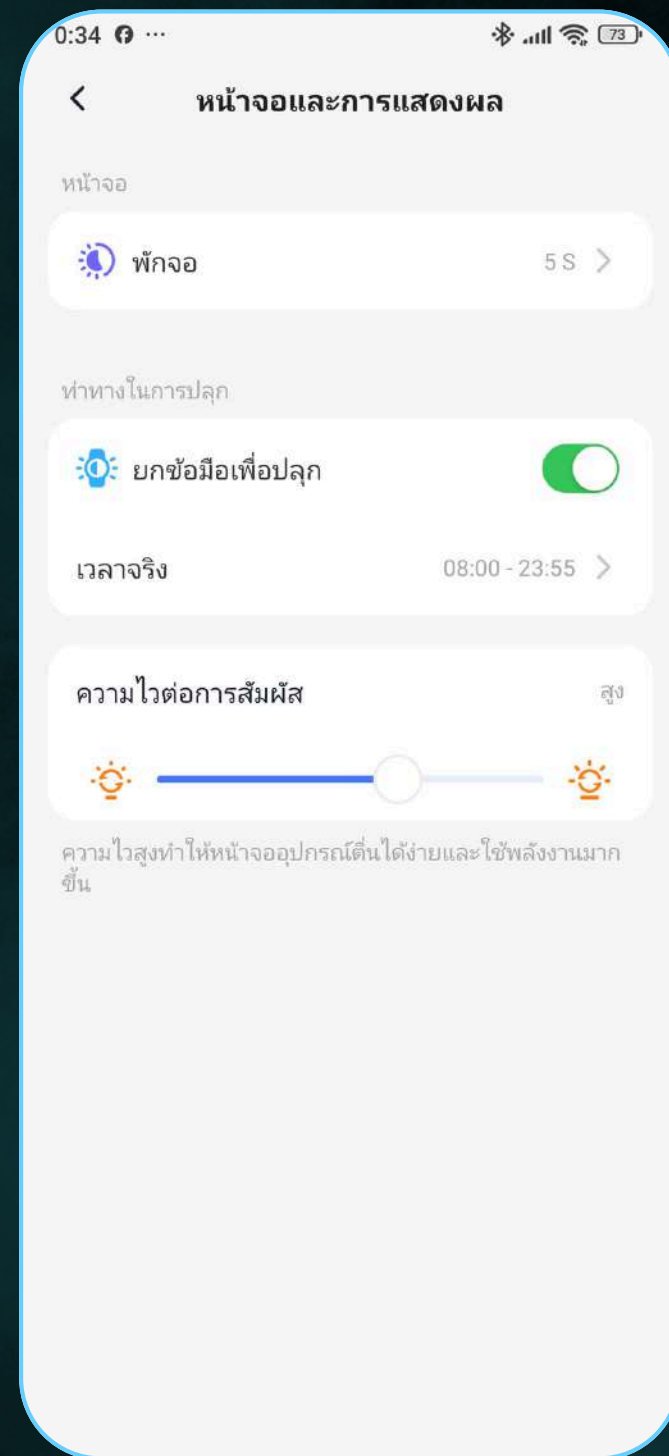 0:34 ...
73
หน้าจอและการแสดงผล
หน้าจอ
พักจอ 5 S
ท่าทางในการปลุก
ยกข้อมือเพื่อปลุก
เวลาจริง 08:00 - 23:55
ความไวต่อการสัมผัส สูง
ความไวสูงทำให้หน้าจออุปกรณ์ตื่นได้ง่ายและใช้พลังงานมาก
ขึ้น